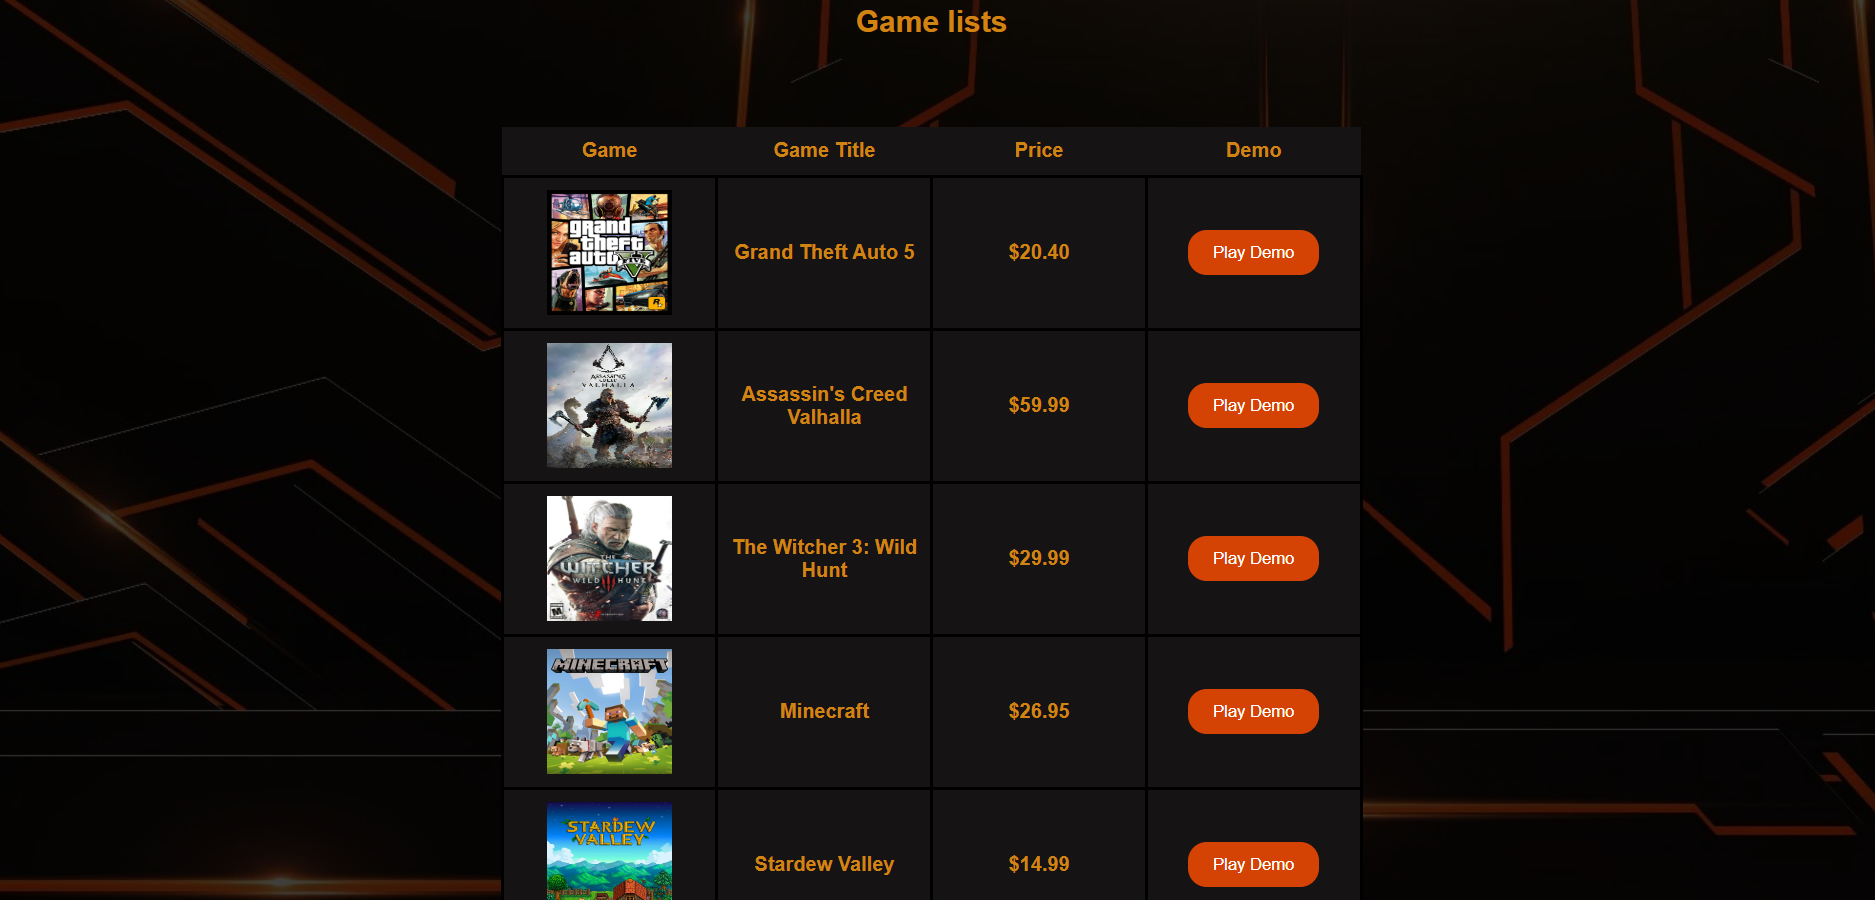 Game lists
Game
Game Title
Price
Demo
grand
theft
auto
FIVE
R
Grand Theft Auto 5
$20.40
Play Demo
ASSASSIN'S
CREED
VALHALLA
Assassin's Creed
Valhalla
$59.99
Play Demo
THE
WITCHER
WILD III HUNT
M
The Witcher 3: Wild
Hunt
$29.99
Play Demo
MINECRAFT
Minecraft
$26.95
Play Demo
STARDEW
VALLEY
Stardew Valley
$14.99
Play Demo